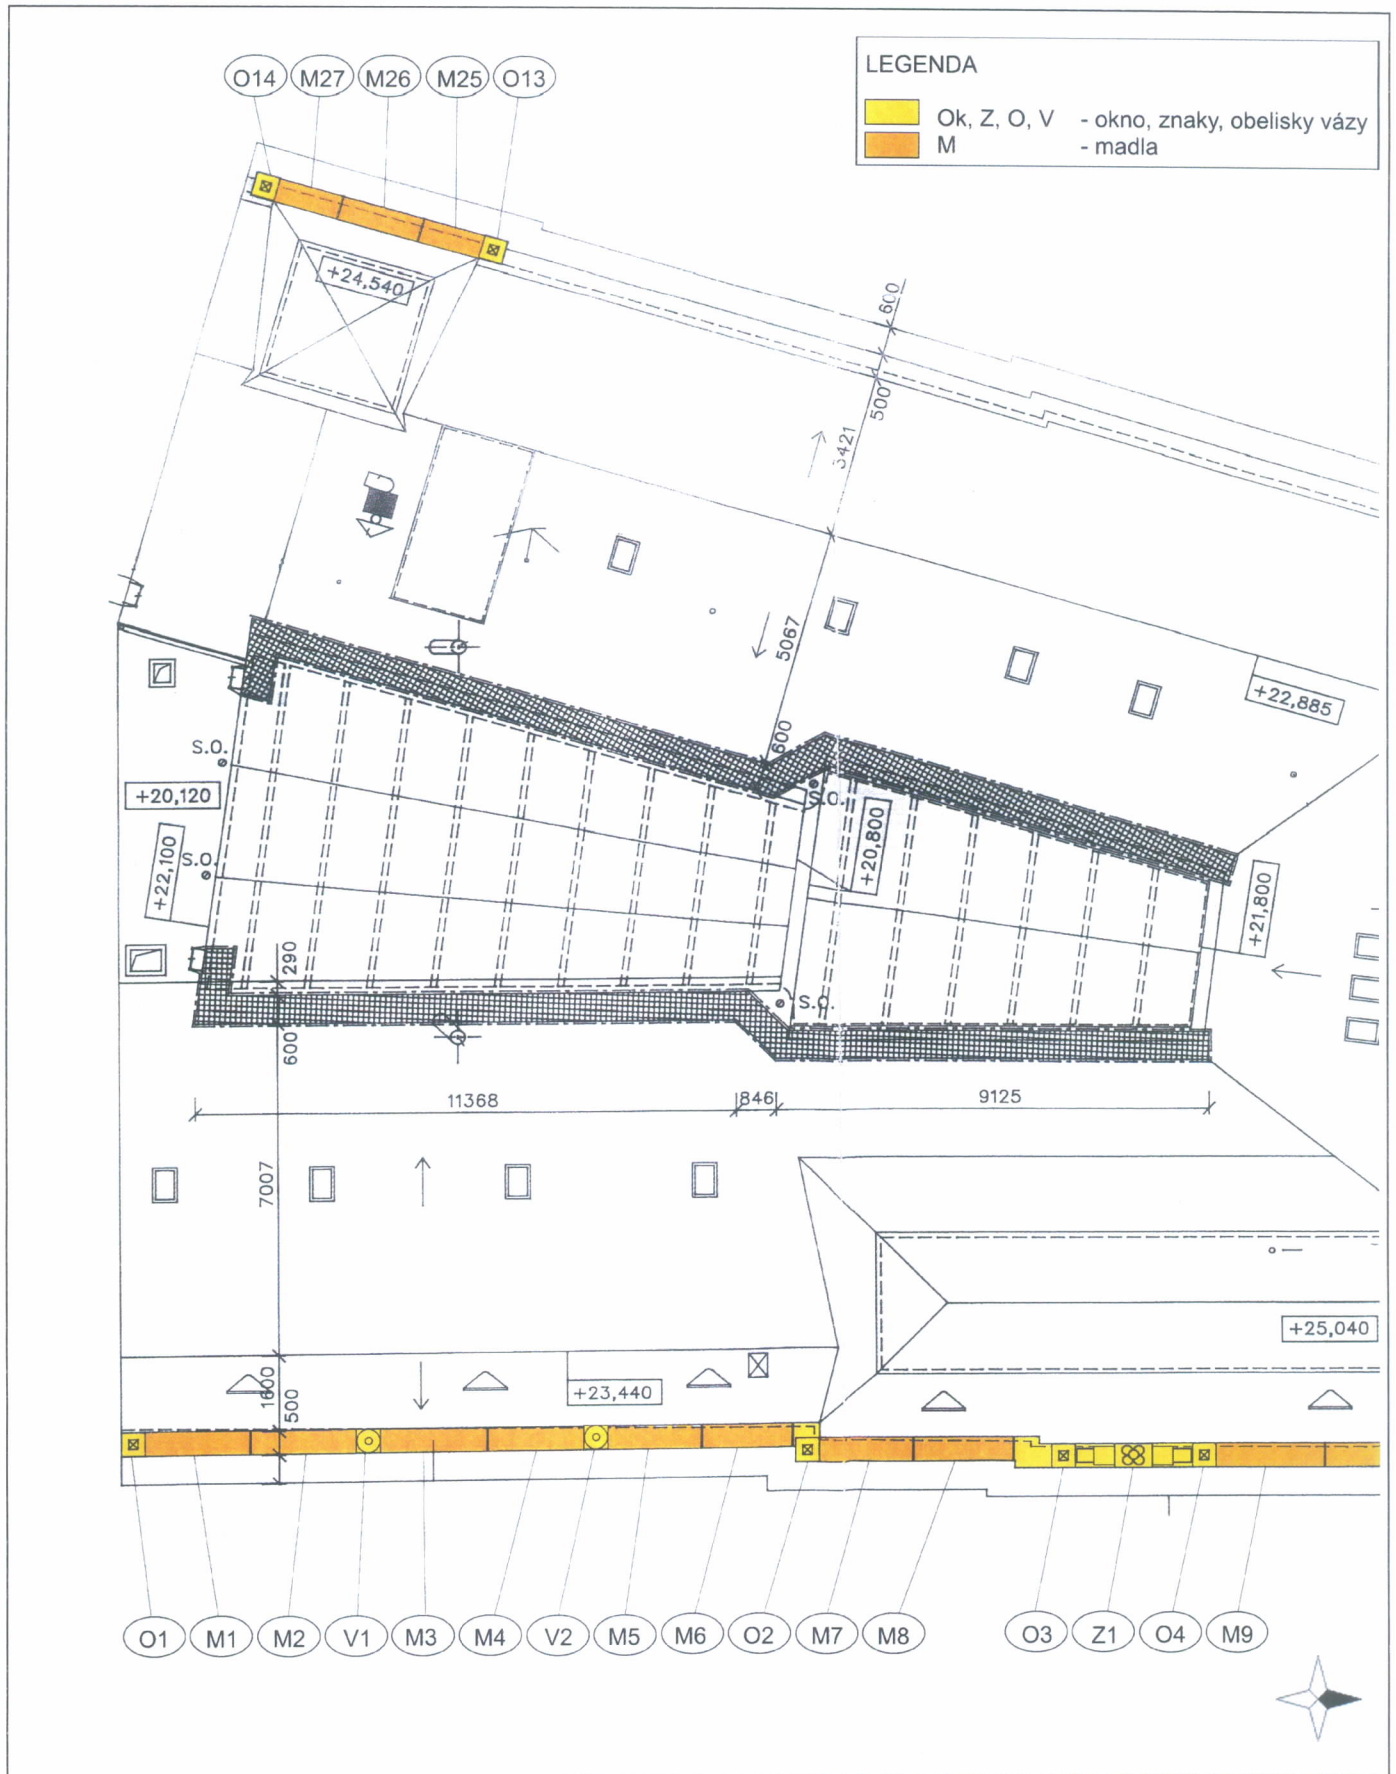 LEGENDA
Ok, Z, O, V - okno, znaky, obelisky vázy
M - madla
O14 M27 M26 M25 O13
+24,540
600
500
3421
5067
600
+22,885
S.O.
+20,120
S.O.
+22,100
S.O.
+20,800
+21,800
290
S.O.
600
11368 846 9125
7007
+25,040
1600
500
+23,440
O1 M1 M2 V1 M3 M4 V2 M5 M6 O2 M7 M8 O3 Z1 O4 M9